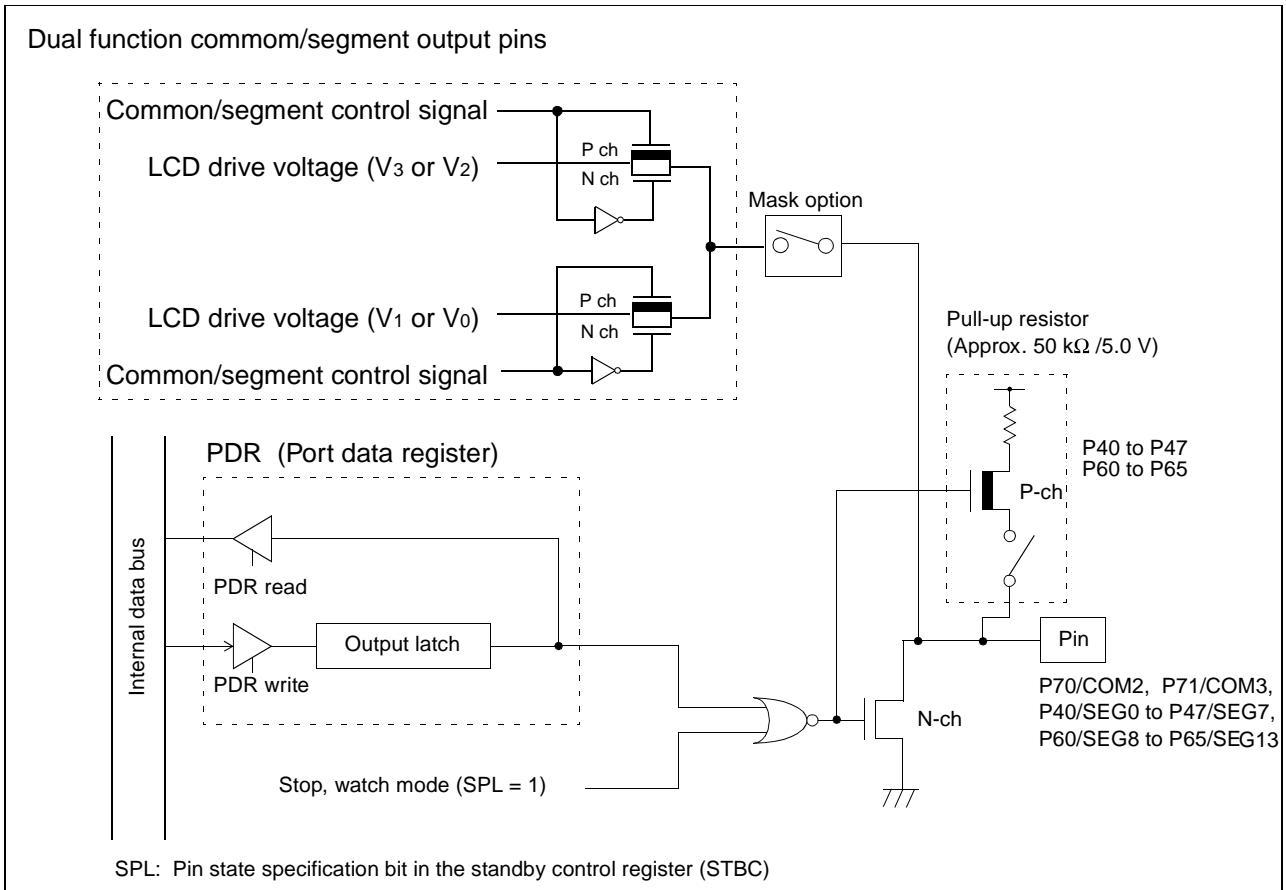 Dual function commom/segment output pins
Common/segment control signal
LCD drive voltage (V3 or V2)
P ch
N ch
Mask option
LCD drive voltage (V1 or V0)
P ch
N ch
Common/segment control signal
Pull-up resistor
(Approx. 50 kΩ /5.0 V)
P40 to P47
P60 to P65
P-ch
PDR (Port data register)
Internal data bus
PDR read
Output latch
PDR write
Pin
P70/COM2, P71/COM3,
P40/SEG0 to P47/SEG7,
P60/SEG8 to P65/SEG13
N-ch
Stop, watch mode (SPL = 1)
SPL: Pin state specification bit in the standby control register (STBC)